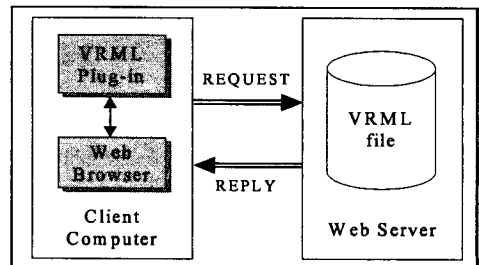 VRML
Plug-in
Web
Browser
Client
Computer
REQUEST
REPLY
VRML
file
Web Server